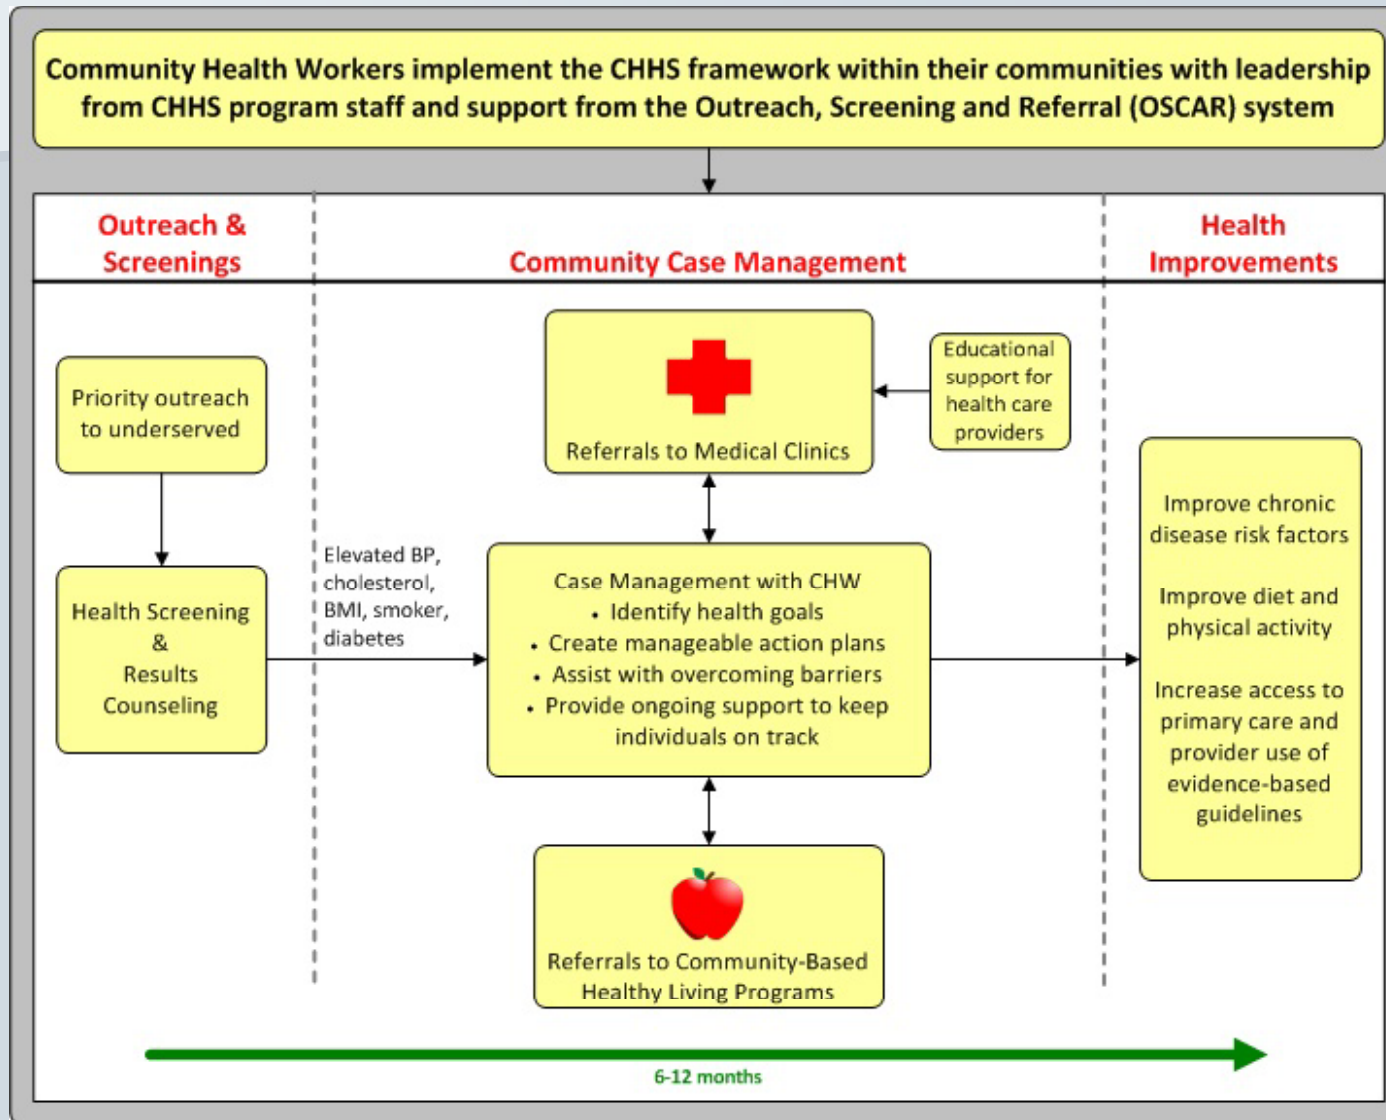 Community Health Workers implement the CHHS framework within their communities with leadership
from CHHS program staff and support from the Outreach, Screening and Referral (OSCAR) system
Outreach &
Screenings
Community Case Management
Health
Improvements
Priority outreach
to underserved
Health Screening
&
Results
Counseling
Elevated BP,
cholesterol,
BMI, smoker,
diabetes
Referrals to Medical Clinics
Educational
support for
health care
providers
Case Management with CHW
• Identify health goals
• Create manageable action plans
• Assist with overcoming barriers
• Provide ongoing support to keep
individuals on track
Referrals to Community-Based
Healthy Living Programs
Improve chronic
disease risk factors
Improve diet and
physical activity
Increase access to
primary care and
provider use of
evidence-based
guidelines
6-12 months